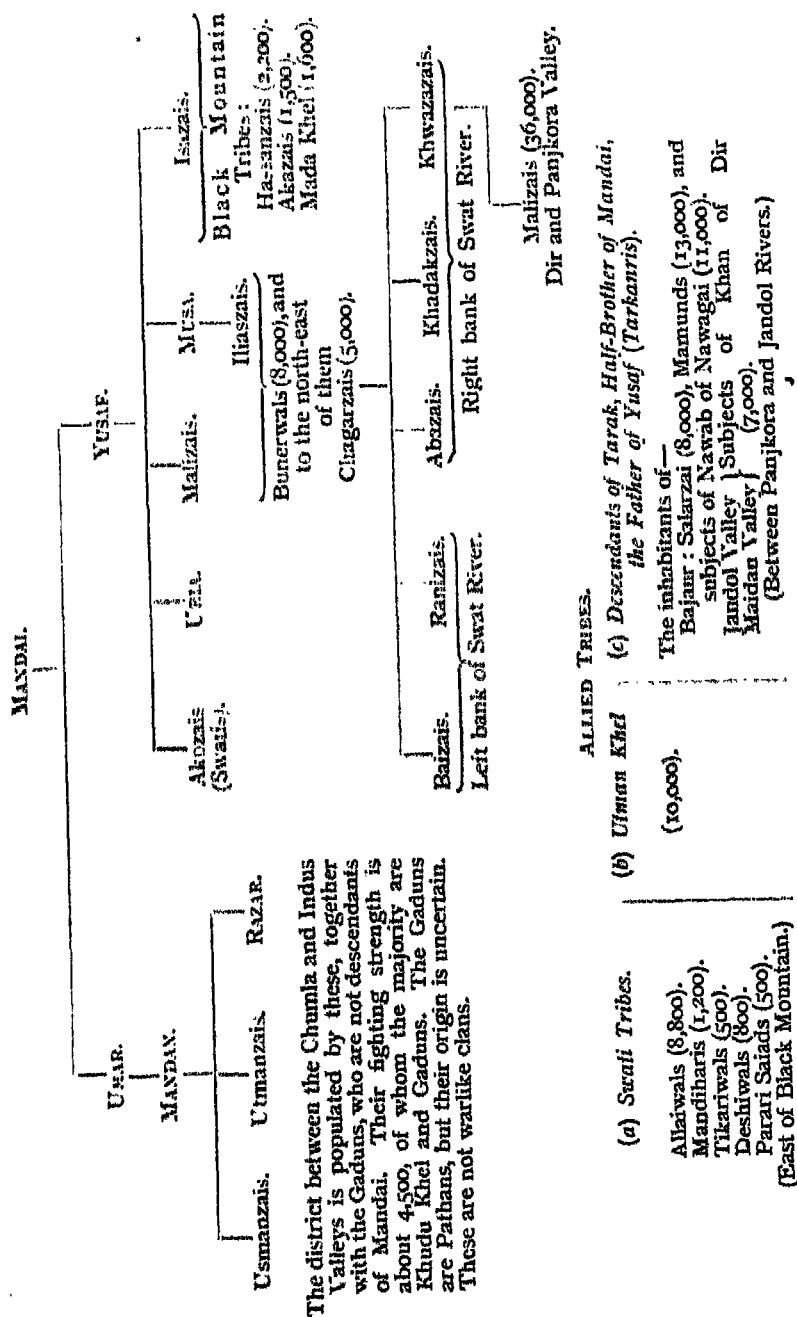 MANDAI.
UMAR.
YUSAF.
MANDAN.
Usmanzais.
Utmanzais.
RAZAR.
The district between the Chumla and Indus
Valleys is populated by these, together
with the Gaduns, who are not descendants
of Mandai. Their fighting strength is
about 4,500, of whom the majority are
Khudu Khel and Gaduns. The Gaduns
are Pathans, but their origin is uncertain.
These are not warlike clans.
Akozais
(Swatis).
Malizais.
MUSA.
Isazais.
Iliaszais.
Bunerwals (8,000), and
to the north-east
of them
Chagarzais (5,000).
Black Mountain
Tribes:
Hassanzais (2,200).
Akazais (1,500).
Mada Khel (1,600).
Baizais.
Ranizais.
Abazais.
Khadakzais.
Khwazazais.
Left bank of Swat River.
Right bank of Swat River.
Malizais (36,000).
Dir and Panjkora Valley.
ALLIED TRIBES.
(a) Swati Tribes.
Allaiwals (8,800).
Mandiharis (1,200).
Tikariwals (500).
Deshiwals (800).
Parari Saiads (500).
(East of Black Mountain.)
(b) Utman Khel
(10,000).
(c) Descendants of Tarak, Half-Brother of Mandai,
the Father of Yusaf (Tarkanris).
The inhabitants of—
Bajaur: Salarzai (8,000), Mamunds (13,000), and
subjects of Nawab of Nawagai (11,000).
Jandol Valley } Subjects of Khan of Dir
Maidan Valley } (7,000).
(Between Panjkora and Jandol Rivers.)